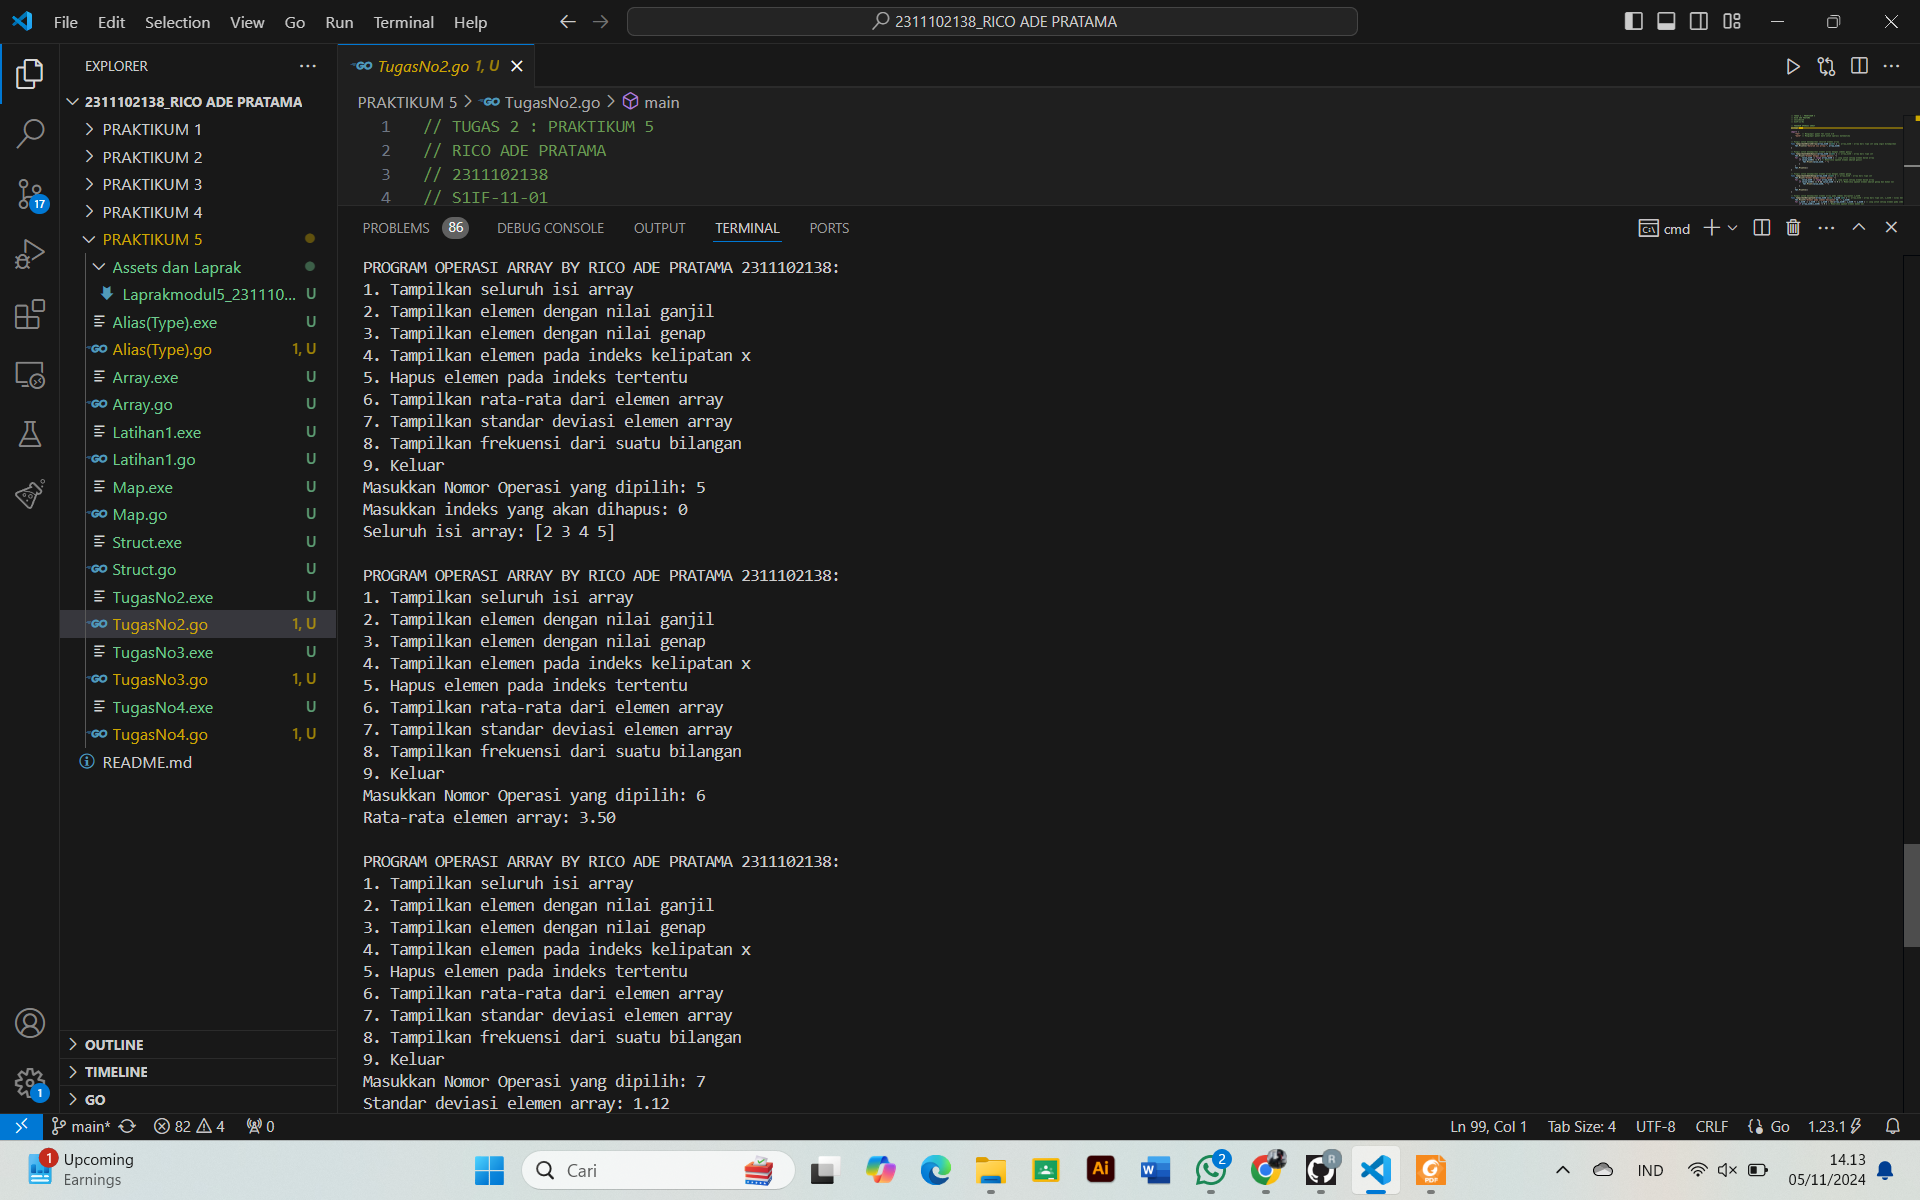 File Edit Selection View Go Run Terminal Help
2311102138_RICO ADE PRATAMA
EXPLORER
2311102138_RICO ADE PRATAMA
PRAKTIKUM 1
PRAKTIKUM 2
PRAKTIKUM 3
17
PRAKTIKUM 4
PRAKTIKUM 5
Assets dan Laprak
Laprakmodul5_231110... U
Alias(Type).exe U
GO Alias(Type).go 1, U
Array.exe U
GO Array.go U
Latihan1.exe U
GO Latihan1.go U
Map.exe U
GO Map.go U
Struct.exe U
GO Struct.go U
TugasNo2.exe U
GO TugasNo2.go 1, U
TugasNo3.exe U
GO TugasNo3.go 1, U
TugasNo4.exe U
GO TugasNo4.go 1, U
README.md
OUTLINE
TIMELINE
1
GO
GO TugasNo2.go 1, U
PRAKTIKUM 5 > GO TugasNo2.go > main
1 // TUGAS 2 : PRAKTIKUM 5
2 // RICO ADE PRATAMA
3 // 2311102138
4 // S1IF-11-01
PROBLEMS 86 DEBUG CONSOLE OUTPUT TERMINAL PORTS
cmd
PROGRAM OPERASI ARRAY BY RICO ADE PRATAMA 2311102138:
1. Tampilkan seluruh isi array
2. Tampilkan elemen dengan nilai ganjil
3. Tampilkan elemen dengan nilai genap
4. Tampilkan elemen pada indeks kelipatan x
5. Hapus elemen pada indeks tertentu
6. Tampilkan rata-rata dari elemen array
7. Tampilkan standar deviasi elemen array
8. Tampilkan frekuensi dari suatu bilangan
9. Keluar
Masukkan Nomor Operasi yang dipilih: 5
Masukkan indeks yang akan dihapus: 0
Seluruh isi array: [2 3 4 5]
PROGRAM OPERASI ARRAY BY RICO ADE PRATAMA 2311102138:
1. Tampilkan seluruh isi array
2. Tampilkan elemen dengan nilai ganjil
3. Tampilkan elemen dengan nilai genap
4. Tampilkan elemen pada indeks kelipatan x
5. Hapus elemen pada indeks tertentu
6. Tampilkan rata-rata dari elemen array
7. Tampilkan standar deviasi elemen array
8. Tampilkan frekuensi dari suatu bilangan
9. Keluar
Masukkan Nomor Operasi yang dipilih: 6
Rata-rata elemen array: 3.50
PROGRAM OPERASI ARRAY BY RICO ADE PRATAMA 2311102138:
1. Tampilkan seluruh isi array
2. Tampilkan elemen dengan nilai ganjil
3. Tampilkan elemen dengan nilai genap
4. Tampilkan elemen pada indeks kelipatan x
5. Hapus elemen pada indeks tertentu
6. Tampilkan rata-rata dari elemen array
7. Tampilkan standar deviasi elemen array
8. Tampilkan frekuensi dari suatu bilangan
9. Keluar
Masukkan Nomor Operasi yang dipilih: 7
Standar deviasi elemen array: 1.12
main* 82 4 0 Ln 99, Col 1 Tab Size: 4 UTF-8 CRLF Go 1.23.1
1 Upcoming
Earnings
Cari
Ai
W
2
R
PDF
IND
14.13
05/11/2024